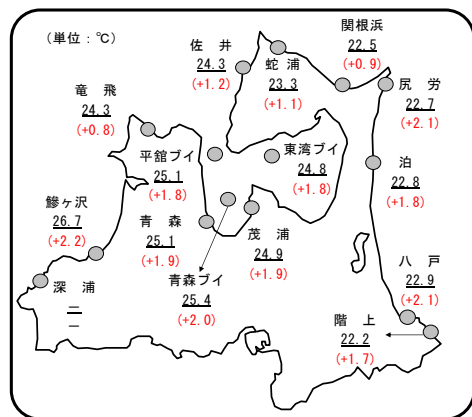 (単位：℃)
関根浜
22.5
(+0.9)
佐井
24.3
(+1.2)
蛇浦
23.3
(+1.1)
尻労
22.7
(+2.1)
竜飛
24.3
(+0.8)
平舘ブイ
25.1
(+1.8)
東湾ブイ
24.8
(+1.8)
泊
22.8
(+1.8)
鰺ヶ沢
26.7
(+2.2)
青森
25.1
(+1.9)
茂浦
24.9
(+1.9)
青森ブイ
25.4
(+2.0)
深浦
―
―
八戸
22.9
(+2.1)
階上
22.2
(+1.7)